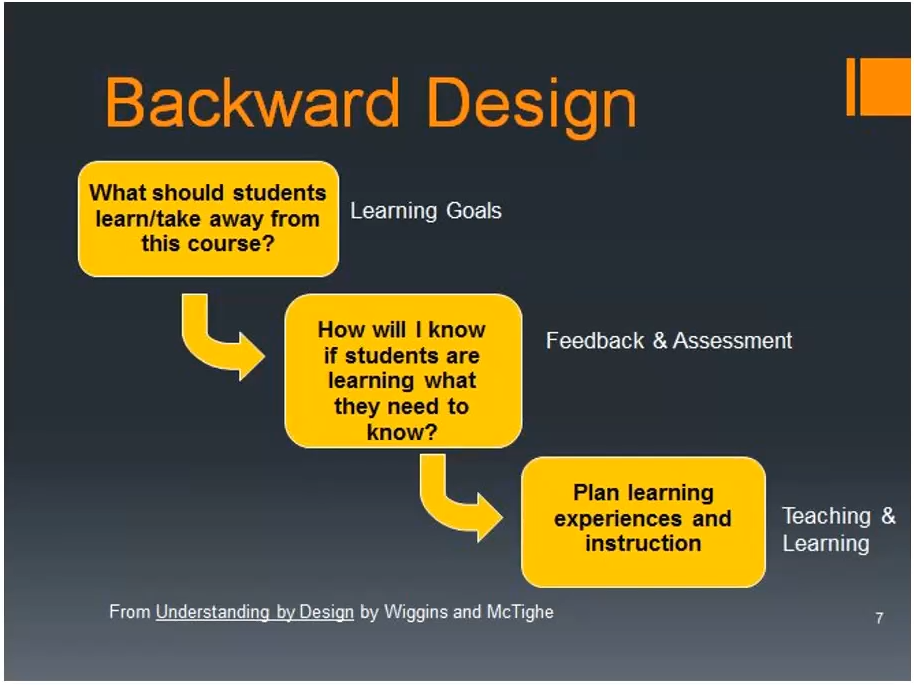 Backward Design
What should students
learn/take away from
this course?
Learning Goals
How will I know
if students are
learning what
they need to
know?
Feedback & Assessment
Plan learning
experiences and
instruction
Teaching &
Learning
From Understanding by Design by Wiggins and McTighe
7